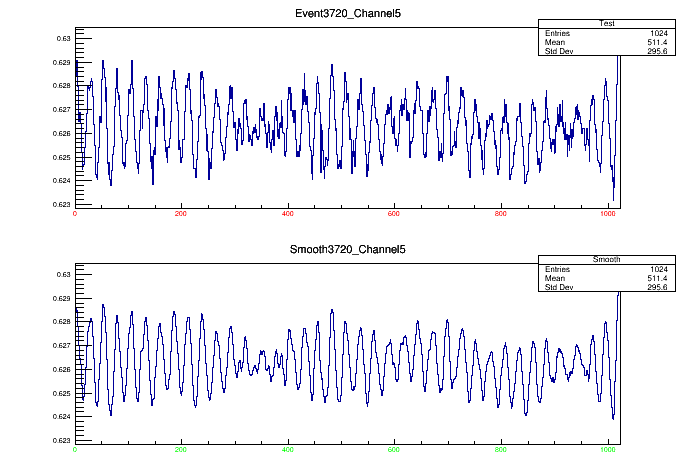 Event3720_Channel5
Test
Entries 1024
Mean 511.4
Std Dev 295.6
0.63
0.629
0.628
0.627
0.626
0.625
0.624
0.623
0 200 400 600 800 1000
Smooth3720_Channel5
Smooth
Entries 1024
Mean 511.4
Std Dev 295.6
0.63
0.629
0.628
0.627
0.626
0.625
0.624
0.623
0 200 400 600 800 1000